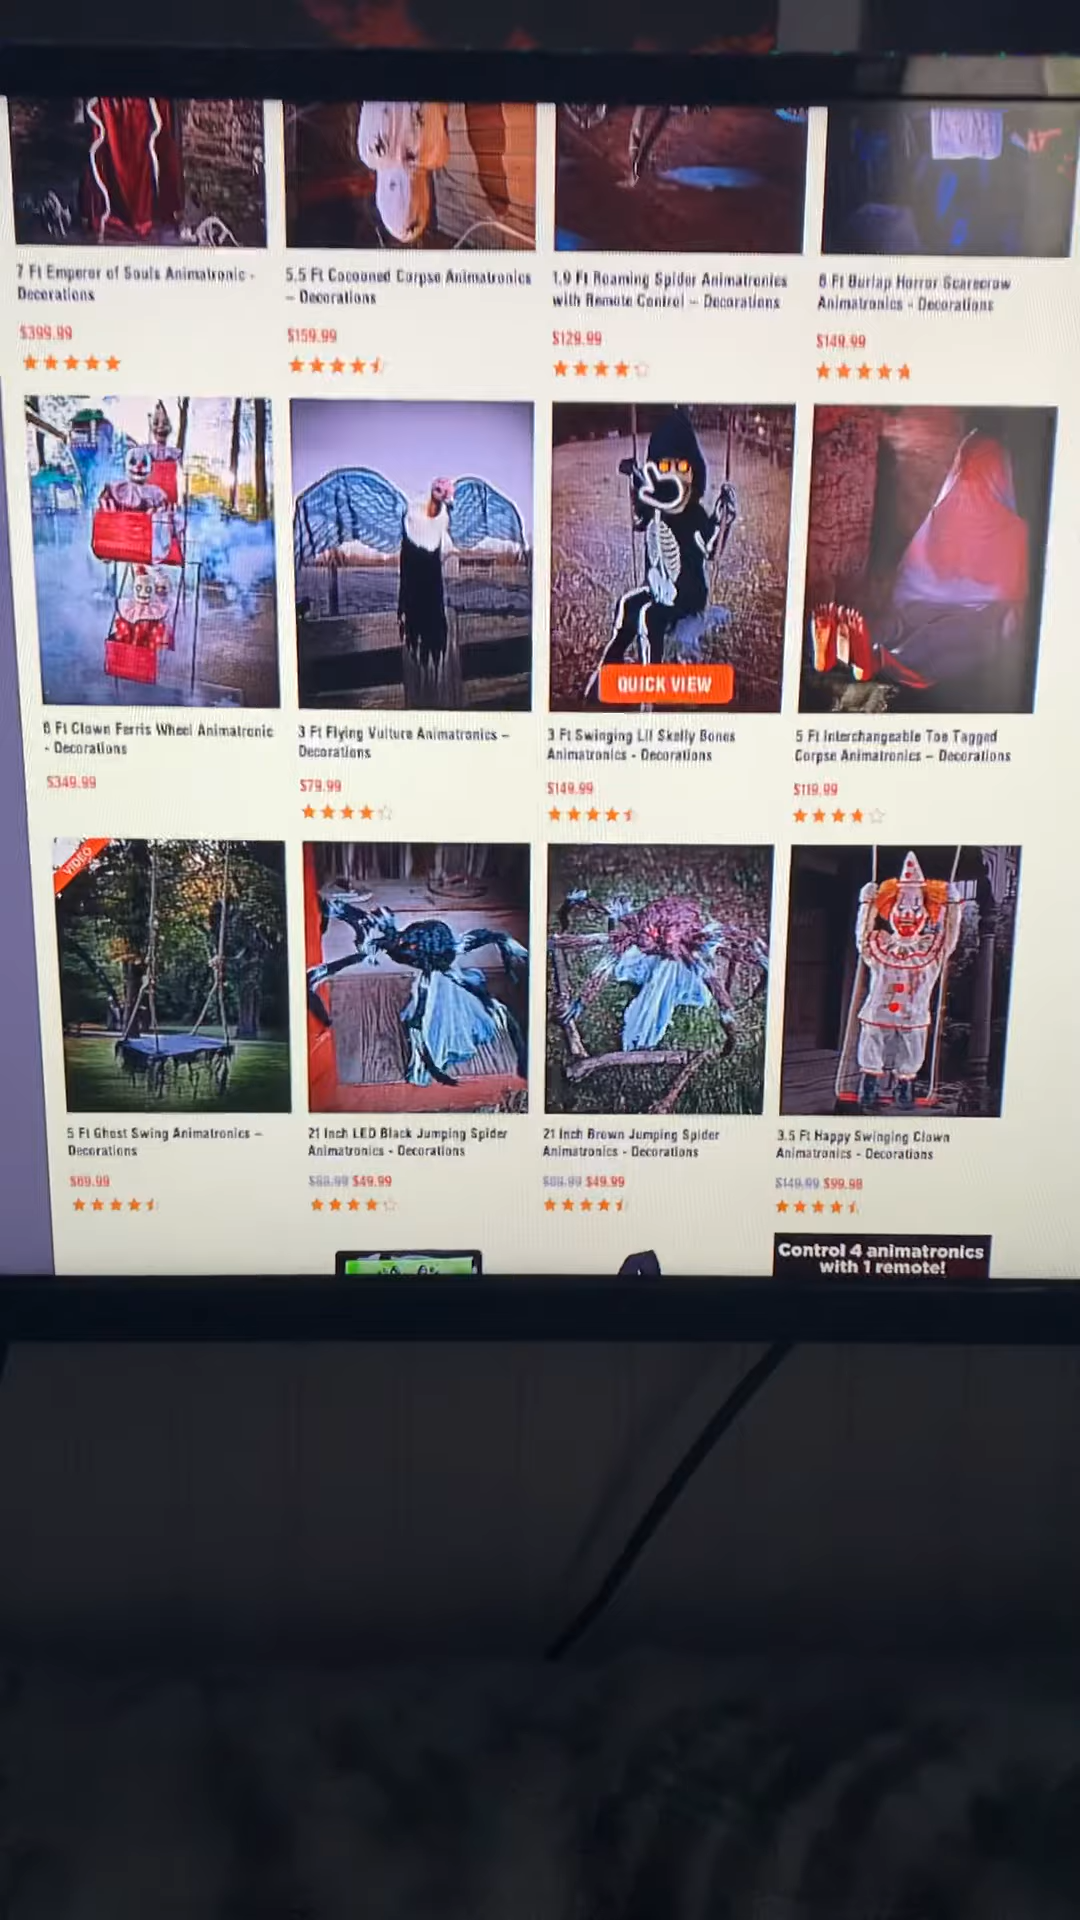 7 Ft Emperor of Souls Animatronic -
Decorations
$399.99
5.5 Ft Cocooned Corpse Animatronics
– Decorations
$159.99
1.9 Ft Roaming Spider Animatronics
with Remote Control – Decorations
$129.99
6 Ft Burlap Horror Scarecrow
Animatronics - Decorations
$149.99
QUICK VIEW
6 Ft Clown Ferris Wheel Animatronic
- Decorations
$349.99
3 Ft Flying Vulture Animatronics –
Decorations
$79.99
3 Ft Swinging Lil Skelly Bones
Animatronics - Decorations
$149.99
5 Ft Interchangeable Toe Tagged
Corpse Animatronics – Decorations
$119.99
VIDEO
5 Ft Ghost Swing Animatronics –
Decorations
$69.99
21 Inch LED Black Jumping Spider
Animatronics - Decorations
$49.99
21 Inch Brown Jumping Spider
Animatronics - Decorations
$49.99
3.5 Ft Happy Swinging Clown
Animatronics - Decorations
$149.99 $99.98
Control 4 animatronics
with 1 remote!